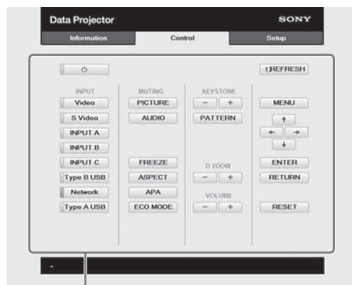 Data Projector SONY
Information Control Setup
REFRESH
INPUT MUTING KEYSTONE
Video PICTURE - + MENU
S Video AUDIO PATTERN
INPUT A
INPUT B
INPUT C FREEZE D ZOOM ENTER
Type B USB ASPECT - + RETURN
Network APA VOLUME
Type A USB ECO MODE - + RESET